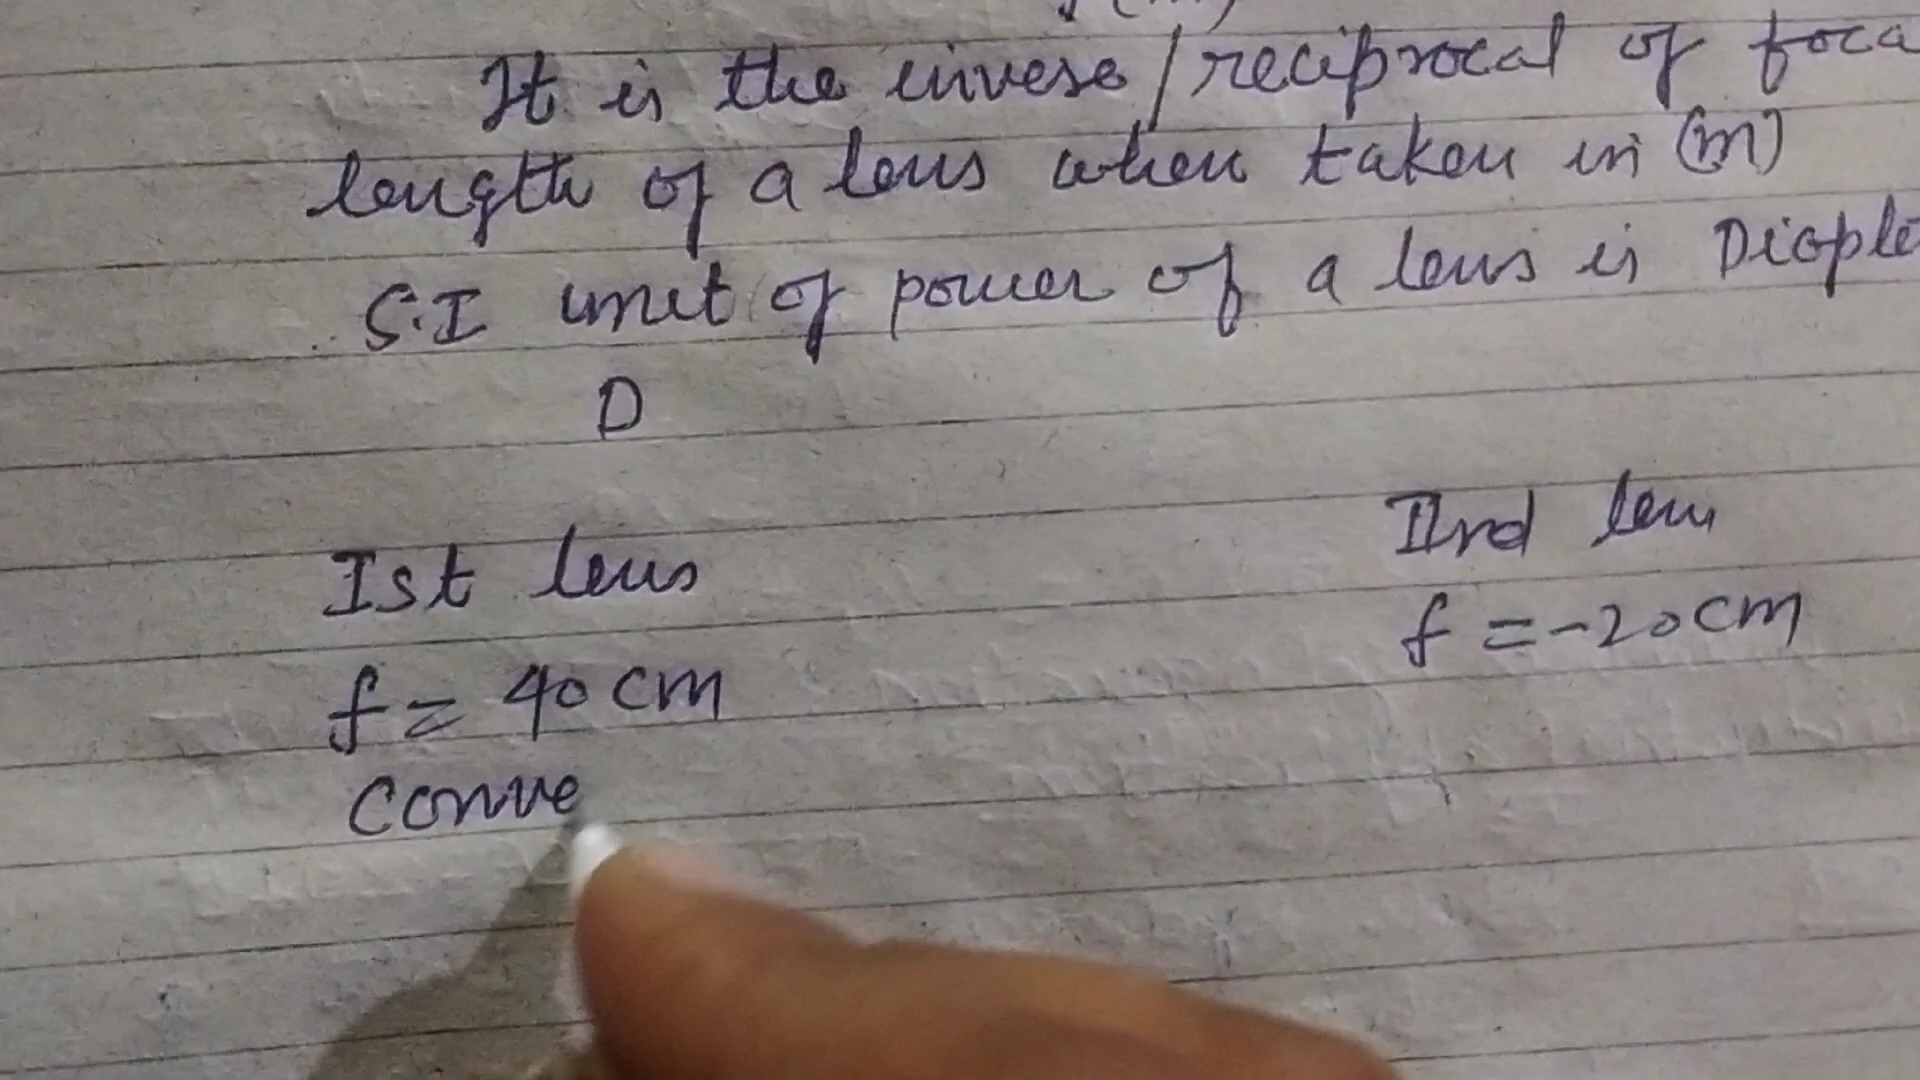 It is the inverse/reciprocal of foca
length of a lens when taken in (m)
S.I unit of power of a lens is Diopte
D
Ist lens
IInd lens
f = 40 cm
f = -20 cm
Conve